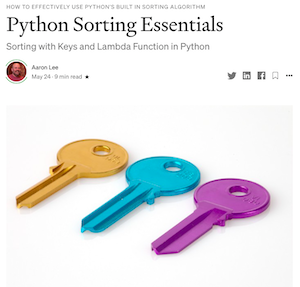 HOW TO EFFECTIVELY USE PYTHON'S BUILT IN SORTING ALGORITHM
Python Sorting Essentials
Sorting with Keys and Lambda Function in Python
Aaron Lee
May 24 · 9 min read